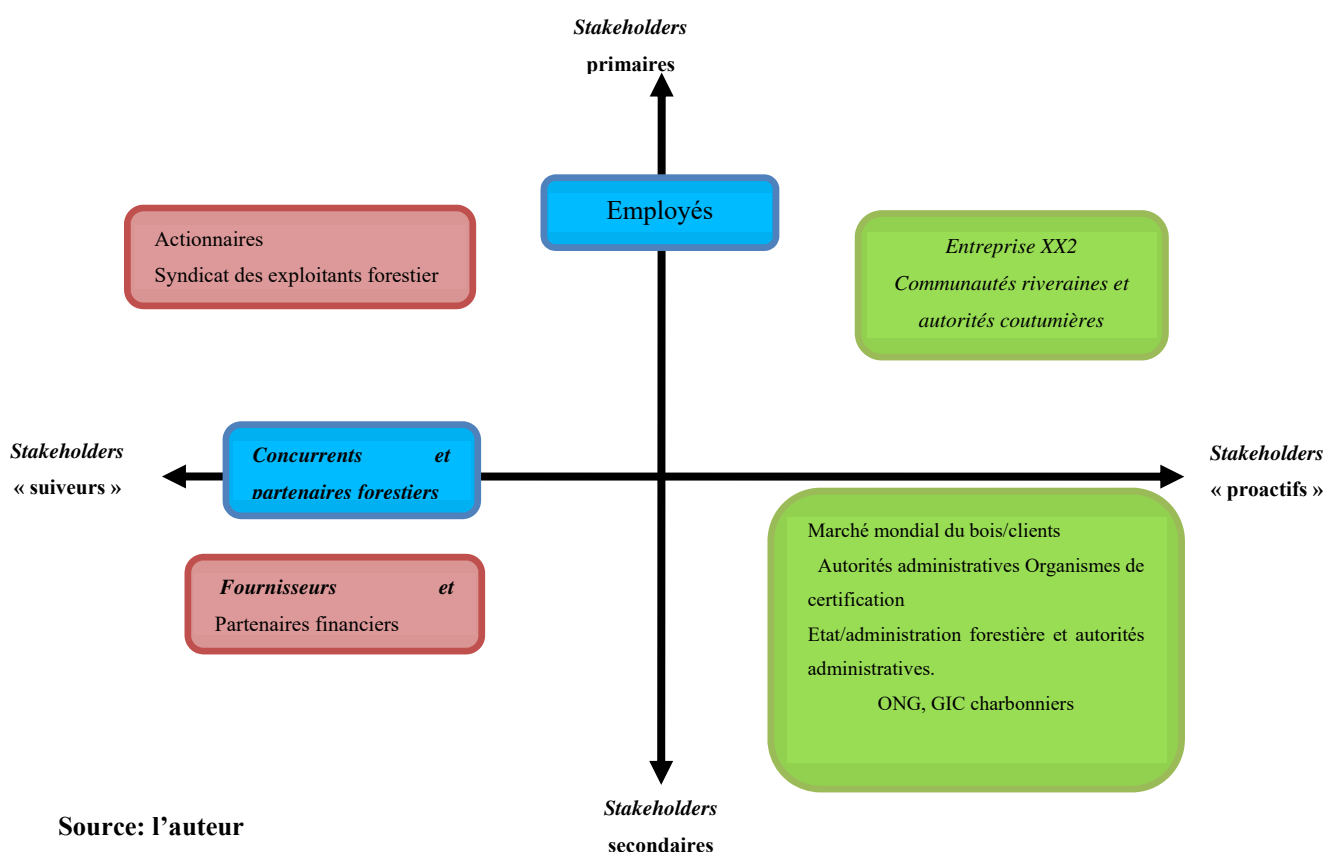 Stakeholders
primaires
Employés
Actionnaires
Syndicat des exploitants forestier
Entreprise XX2
Communautés riveraines et
autorités coutumières
Stakeholders
« suiveurs »
Concurrents et
partenaires forestiers
Stakeholders
« proactifs »
Fournisseurs et
Partenaires financiers
Marché mondial du bois/clients
Autorités administratives Organismes de
certification
Etat/administration forestière et autorités
administratives.
ONG, GIC charbonniers
Stakeholders
secondaires
Source: l’auteur